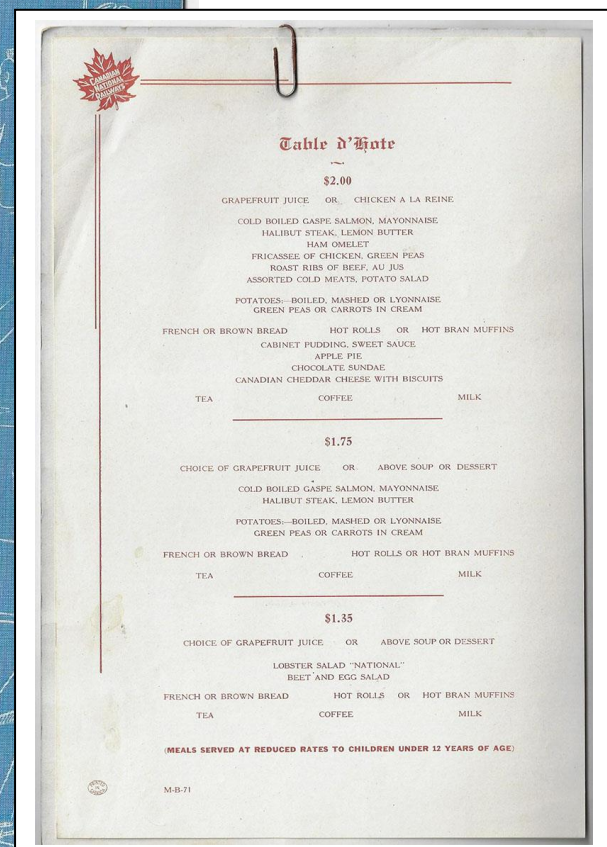 CANADIAN
NATIONAL
RAILWAYS
Table d'Hote
$2.00
GRAPEFRUIT JUICE OR CHICKEN A LA REINE
COLD BOILED GASPE SALMON, MAYONNAISE
HALIBUT STEAK, LEMON BUTTER
HAM OMELET
FRICASSEE OF CHICKEN, GREEN PEAS
ROAST RIBS OF BEEF, AU JUS
ASSORTED COLD MEATS, POTATO SALAD
POTATOES:—BOILED, MASHED OR LYONNAISE
GREEN PEAS OR CARROTS IN CREAM
FRENCH OR BROWN BREAD HOT ROLLS OR HOT BRAN MUFFINS
CABINET PUDDING, SWEET SAUCE
APPLE PIE
CHOCOLATE SUNDAE
CANADIAN CHEDDAR CHEESE WITH BISCUITS
TEA COFFEE MILK
$1.75
CHOICE OF GRAPEFRUIT JUICE OR ABOVE SOUP OR DESSERT
COLD BOILED GASPE SALMON, MAYONNAISE
HALIBUT STEAK, LEMON BUTTER
POTATOES:—BOILED, MASHED OR LYONNAISE
GREEN PEAS OR CARROTS IN CREAM
FRENCH OR BROWN BREAD HOT ROLLS OR HOT BRAN MUFFINS
TEA COFFEE MILK
$1.35
CHOICE OF GRAPEFRUIT JUICE OR ABOVE SOUP OR DESSERT
LOBSTER SALAD "NATIONAL"
BEET AND EGG SALAD
FRENCH OR BROWN BREAD HOT ROLLS OR HOT BRAN MUFFINS
TEA COFFEE MILK
(MEALS SERVED AT REDUCED RATES TO CHILDREN UNDER 12 YEARS OF AGE)
M-B-71